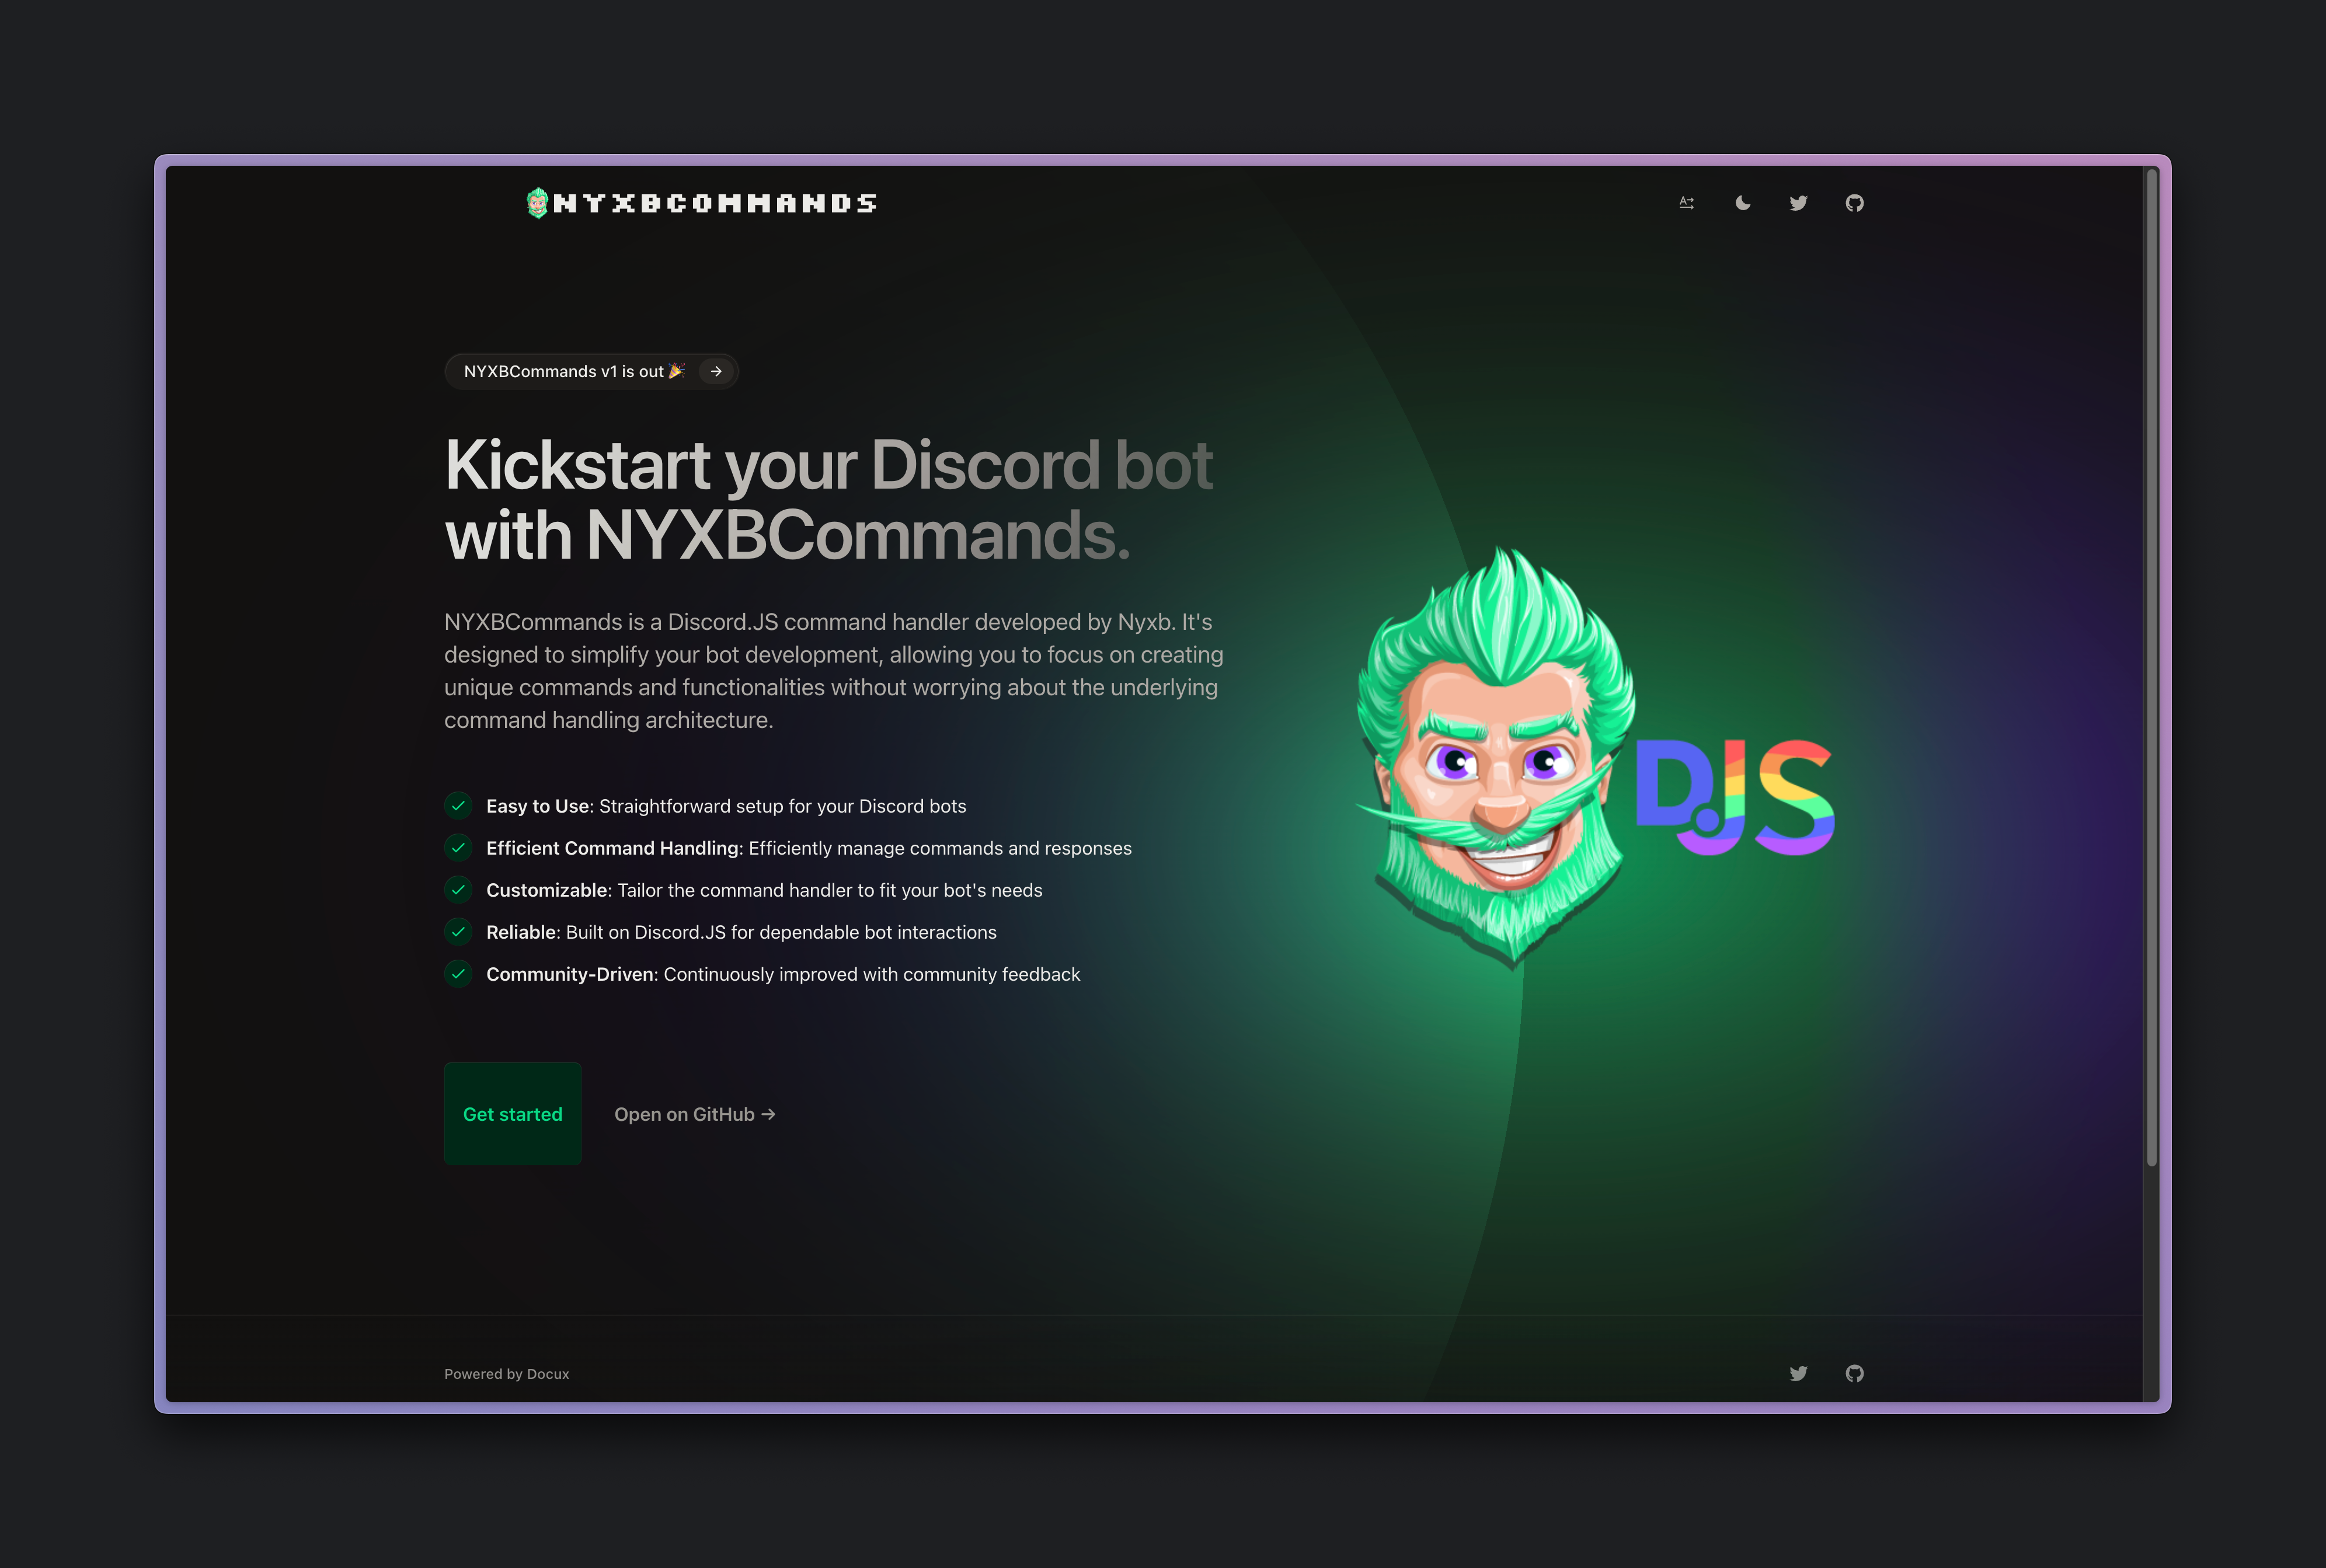 NYXBCOMMANDS
NYXBCommands v1 is out 🎉 →
Kickstart your Discord bot
with NYXBCommands.
NYXBCommands is a Discord.JS command handler developed by Nyxb. It's
designed to simplify your bot development, allowing you to focus on creating
unique commands and functionalities without worrying about the underlying
command handling architecture.
Easy to Use: Straightforward setup for your Discord bots
Efficient Command Handling: Efficiently manage commands and responses
Customizable: Tailor the command handler to fit your bot's needs
Reliable: Built on Discord.JS for dependable bot interactions
Community-Driven: Continuously improved with community feedback
DJS
Get started
Open on GitHub →
Powered by Docux